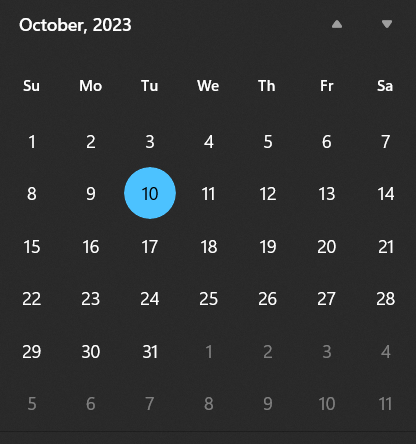 October, 2023
Su Mo Tu We Th Fr Sa
1 2 3 4 5 6 7
8 9 10 11 12 13 14
15 16 17 18 19 20 21
22 23 24 25 26 27 28
29 30 31 1 2 3 4
5 6 7 8 9 10 11